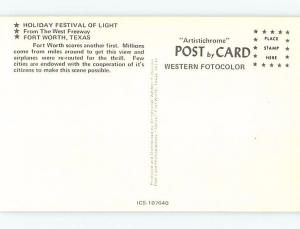 ★ HOLIDAY FESTIVAL OF LIGHT
★ From The West Freeway
★ FORT WORTH, TEXAS
Fort Worth scores another first. Millions
come from miles around to get this view and
airplanes were re-routed for the thrill. Few
cities are endowed with the cooperation of it's
citizens to make this scene possible.
"Artistichrome"
POST by CARD
WESTERN FOTOCOLOR
PLACE
STAMP
HERE
ICS-107640